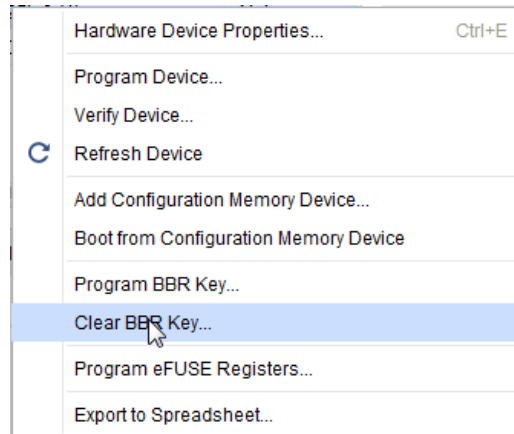 Hardware Device Properties... Ctrl+E
Program Device...
Verify Device...
Refresh Device
Add Configuration Memory Device...
Boot from Configuration Memory Device
Program BBR Key...
Clear BBR Key...
Program eFUSE Registers...
Export to Spreadsheet...